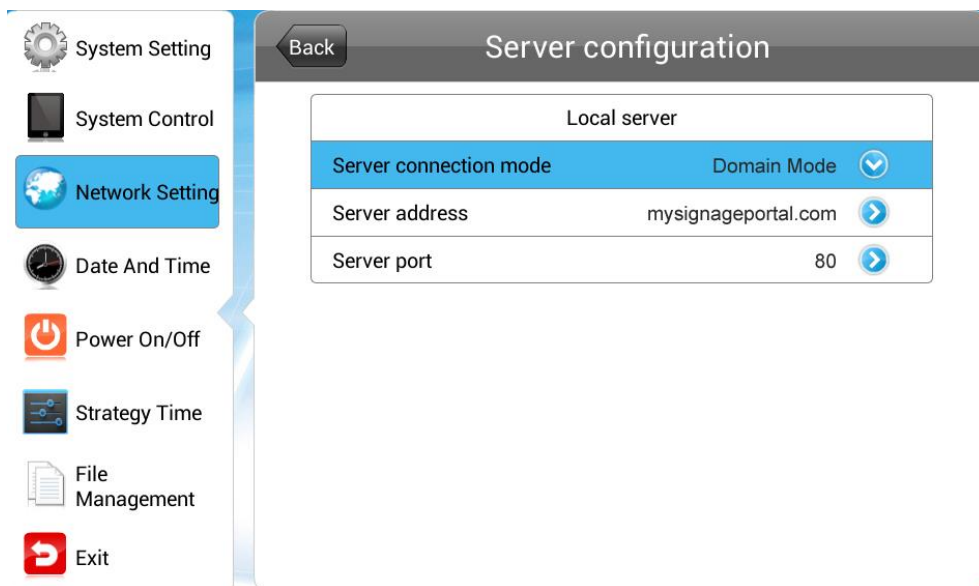 System Setting
System Control
Network Setting
Date And Time
Power On/Off
Strategy Time
File
Management
Exit
Back
Server configuration
Local server
Server connection mode Domain Mode
Server address mysignageportal.com
Server port 80